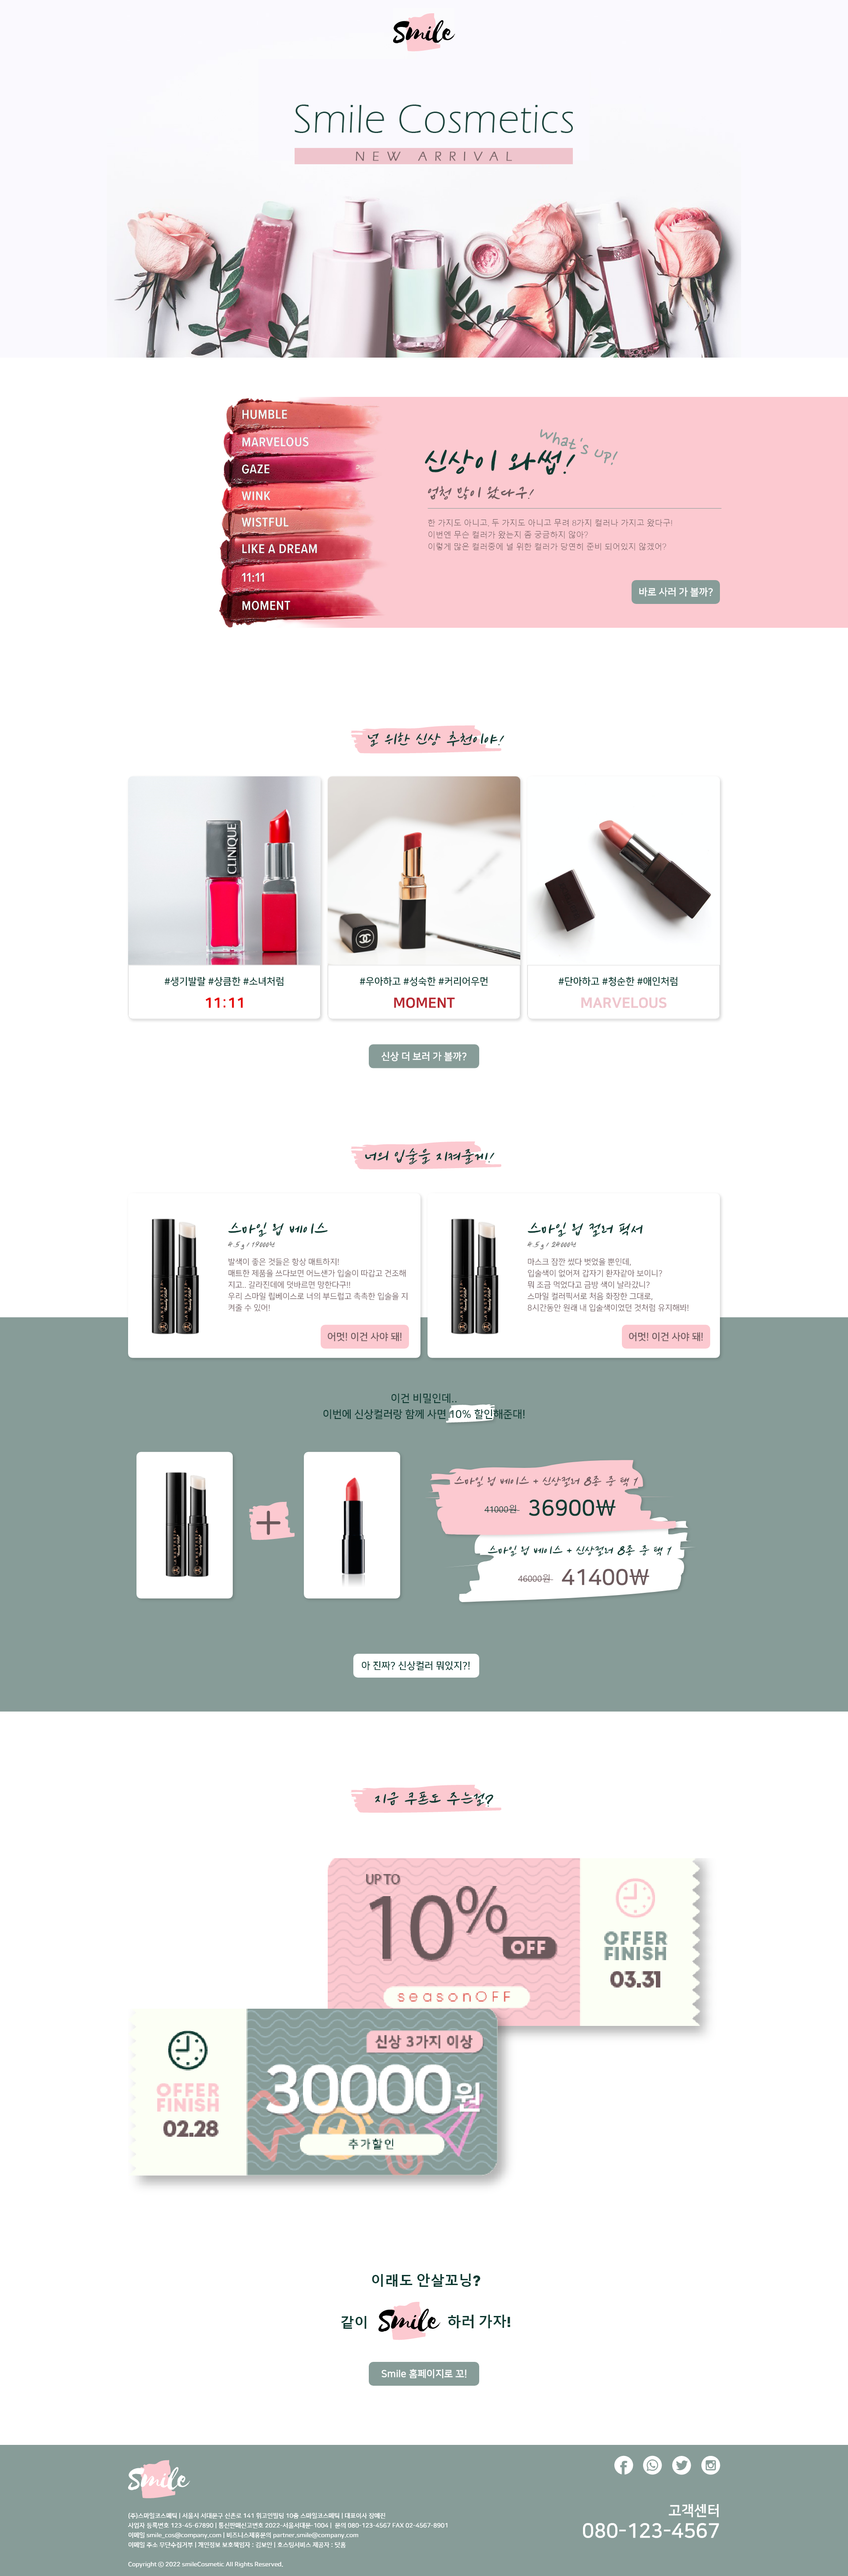 Smile
Smile Cosmetics
NEW ARRIVAL
HUMBLE
MARVELOUS
GAZE
WINK
WISTFUL
LIKE A DREAM
11:11
MOMENT
What's up!
신상이 와썹!
엄청 많이 왔다구!
한 가지도 아니고, 두 가지도 아니고 무려 8가지 컬러나 가지고 왔다구!
이번엔 무슨 컬러가 왔는지 좀 궁금하지 않아?
이렇게 많은 컬러중에 널 위한 컬러가 당연히 준비 되어있지 않겠어?
바로 사러 가 볼까?
널 위한 신상 추천이야!
CLINIQUE
#생기발랄 #상큼한 #소녀처럼
11:11
#우아하고 #성숙한 #커리어우먼
MOMENT
#단아하고 #청순한 #애인처럼
MARVELOUS
신상 더 보러 가 볼까?
너의 입술을 지켜줄게!
스마일 립 베이스
4.5g / 19000원
발색이 좋은 것들은 항상 매트하지!
매트한 제품을 쓰다보면 어느샌가 입술이 따갑고 건조해
지고.. 갈라진데에 덧바르면 망한다구!!
우리 스마일 립베이스로 너의 부드럽고 촉촉한 입술을 지
켜줄 수 있어!
어멋! 이건 사야 돼!
스마일 립 컬러 픽서
4.5g / 24000원
마스크 잠깐 썼다 벗었을 뿐인데,
입술색이 없어져 갑자기 환자같아 보이니?
뭐 조금 먹었다고 금방 색이 날라갔니?
스마일 컬러픽서로 처음 화장한 그대로,
8시간동안 원래 내 입술색이었던 것처럼 유지해봐!
어멋! 이건 사야 돼!
이건 비밀인데..
이번에 신상컬러랑 함께 사면 10% 할인해준대!
스마일 립 베이스 + 신상컬러 8종 중 택 1
41000원 36900₩
스마일 립 베이스 + 신상컬러 8종 중 택 1
46000원 41400₩
아 진짜? 신상컬러 뭐있지?!
지금 쿠폰도 주는걸?
UP TO
10%
OFF
seasonOFF
OFFER
FINISH
03.31
OFFER
FINISH
02.28
신상 3가지 이상
30000원
추가할인
이래도 안살꼬닝?
같이 Smile 하러 가자!
Smile 홈페이지로 꼬!
Smile
(주)스마일코스메틱 | 서울시 서대문구 신촌로 141 위고인빌딩 10층 스마일코스메틱 | 대표이사 장예진
사업자 등록번호 123-45-67890 | 통신판매신고번호 2022-서울서대문-1004 | 문의 080-123-4567 FAX 02-4567-8901
이메일 smile_cos@company.com | 비즈니스제휴문의 partner_smile@company.com
이메일 주소 무단수집거부 | 개인정보 보호책임자 : 김보안 | 호스팅서비스 제공자 : 닷홈
Copyright ⓒ 2022 smileCosmetic All Rights Reserved.
고객센터
080-123-4567